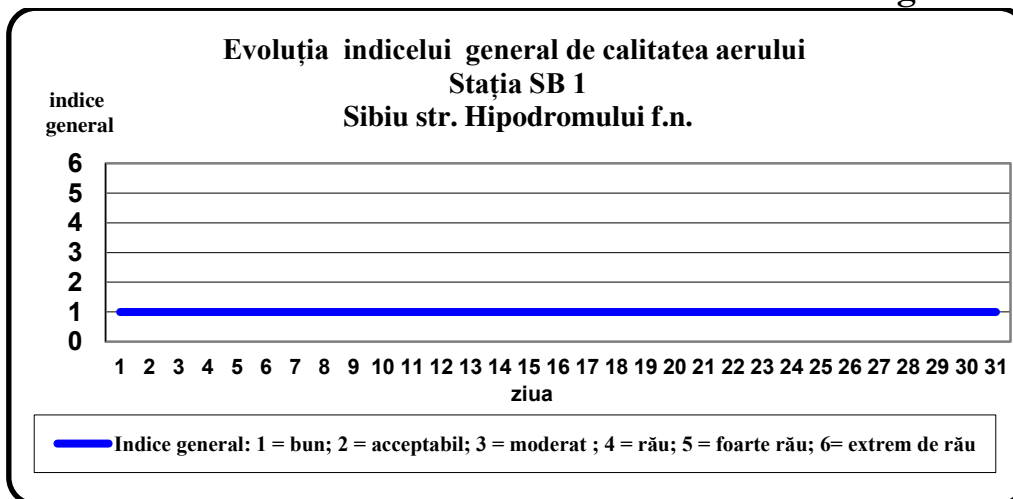 Evoluția indicelui general de calitatea aerului
Stația SB 1
Sibiu str. Hipodromului f.n.
indice
general
6
5
4
3
2
1
0
1 2 3 4 5 6 7 8 9 10 11 12 13 14 15 16 17 18 19 20 21 22 23 24 25 26 27 28 29 30 31
ziua
Indice general: 1 = bun; 2 = acceptabil; 3 = moderat ; 4 = rău; 5 = foarte rău; 6= extrem de rău